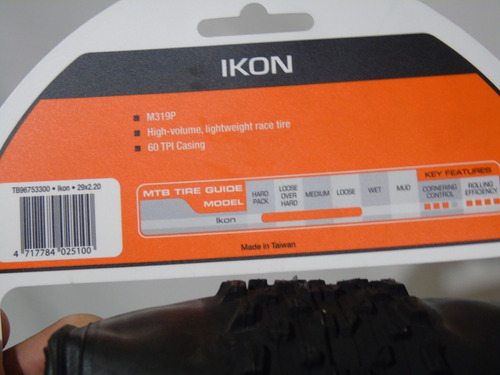 IKON
M319P
High-volume, lightweight race tire
60 TPI Casing
TB96753300 • Ikon • 29x2.20
4 717784 025100
MTB TIRE GUIDE
MODEL
HARD PACK
LOOSE OVER HARD
MEDIUM
LOOSE
WET
MUD
KEY FEATURES
CORNERING CONTROL
ROLLING EFFICIENCY
Ikon
Made in Taiwan